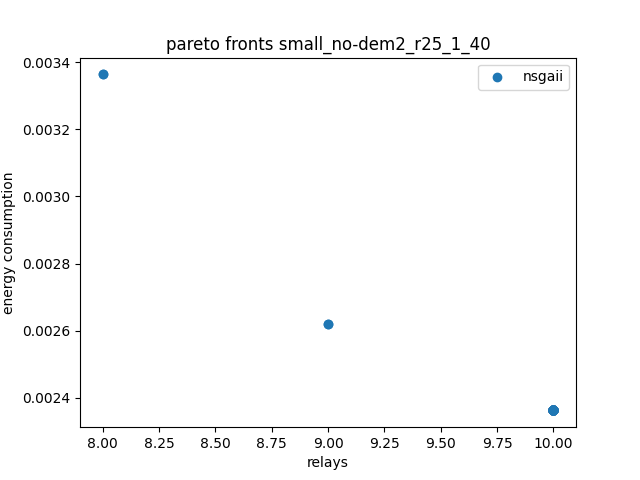 pareto fronts small_no-dem2_r25_1_40
nsgaii
0.0034
0.0032
0.0030
0.0028
0.0026
0.0024
energy consumption
8.00 8.25 8.50 8.75 9.00 9.25 9.50 9.75 10.00
relays